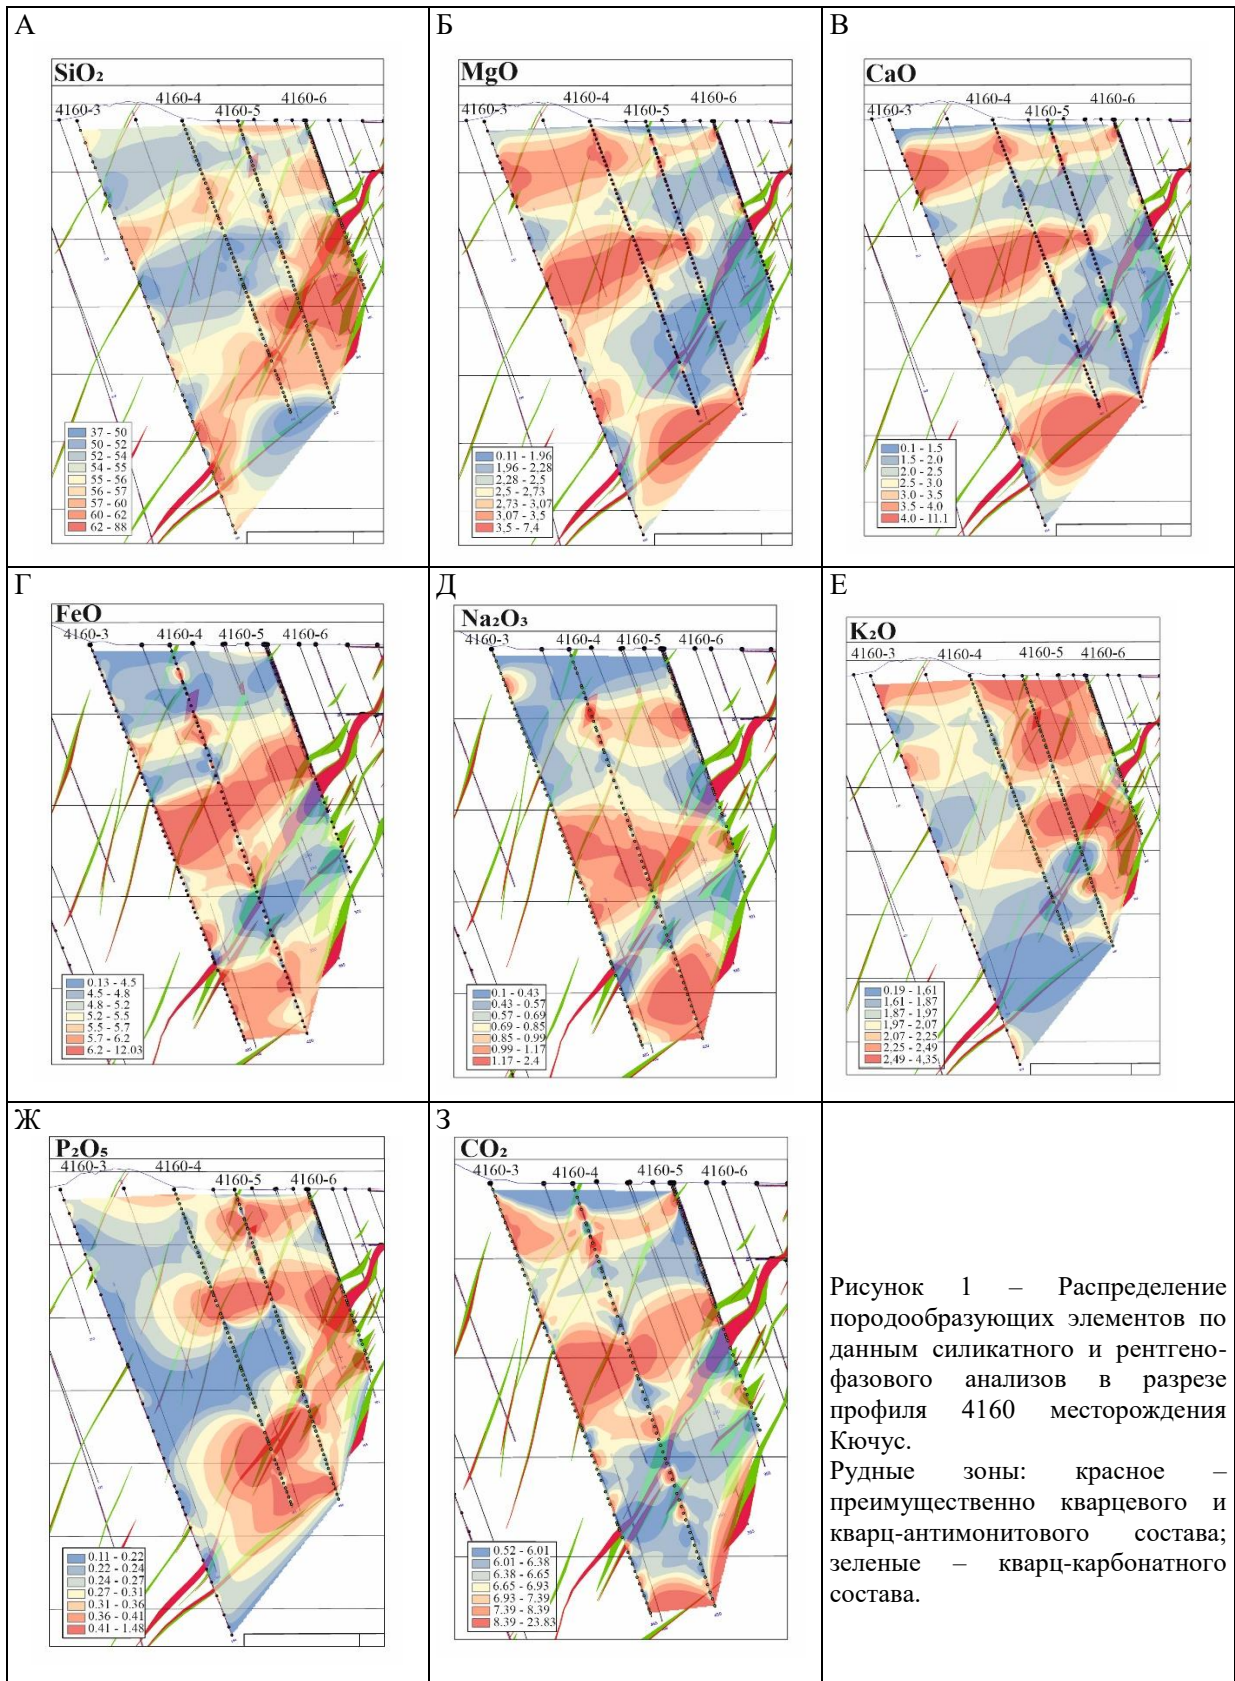 А
SiO₂
4160-3
4160-4
4160-5
4160-6
37 - 50
50 - 52
52 - 54
54 - 55
55 - 56
56 - 57
57 - 60
60 - 62
62 - 88
Б
MgO
4160-3
4160-4
4160-5
4160-6
0.11 - 1.96
1,96 - 2,28
2,28 - 2,5
2,5 - 2,73
2,73 - 3,07
3,07 - 3,5
3,5 - 7,4
В
CaO
4160-3
4160-4
4160-5
4160-6
0.1 - 1.5
1.5 - 2.0
2.0 - 2.5
2.5 - 3.0
3.0 - 3.5
3.5 - 4.0
4.0 - 11.1
Г
FeO
4160-3
4160-4
4160-5
4160-6
0.13 - 4.5
4.5 - 4.8
4.8 - 5.2
5.2 - 5.5
5.5 - 5.7
5.7 - 6.2
6.2 - 12.03
Д
Na₂O₃
4160-3
4160-4
4160-5
4160-6
0.1 - 0.43
0.43 - 0.57
0.57 - 0.69
0.69 - 0.85
0.85 - 0.99
0.99 - 1.17
1.17 - 2.4
Е
K₂O
4160-3
4160-4
4160-5
4160-6
0.19 - 1,61
1,61 - 1,87
1,87 - 1,97
1,97 - 2,07
2,07 - 2,25
2,25 - 2,49
2,49 - 4,35
Ж
P₂O₅
4160-3
4160-4
4160-5
4160-6
0.11 - 0.22
0.22 - 0.24
0.24 - 0.27
0.27 - 0.31
0.31 - 0.36
0.36 - 0.41
0.41 - 1.48
З
CO₂
4160-3
4160-4
4160-5
4160-6
0.52 - 6.01
6.01 - 6.38
6.38 - 6.65
6.65 - 6.93
6.93 - 7.39
7.39 - 8.39
8.39 - 23.83
Рисунок 1 – Распределение
породообразующих элементов по
данным силикатного и рентгено-
фазового анализов в разрезе
профиля 4160 месторождения
Кючус.
Рудные зоны: красное –
преимущественно кварцевого и
кварц-антимонитового состава;
зеленые – кварц-карбонатного
состава.